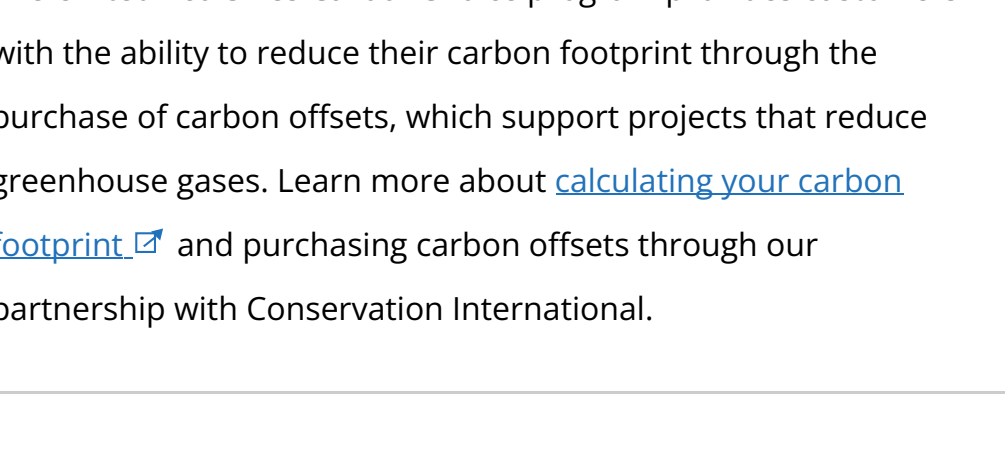 with the ability to reduce their carbon footprint through the
purchase of carbon offsets, which support projects that reduce
greenhouse gases. Learn more about calculating your carbon
footprint and purchasing carbon offsets through our
partnership with Conservation International.